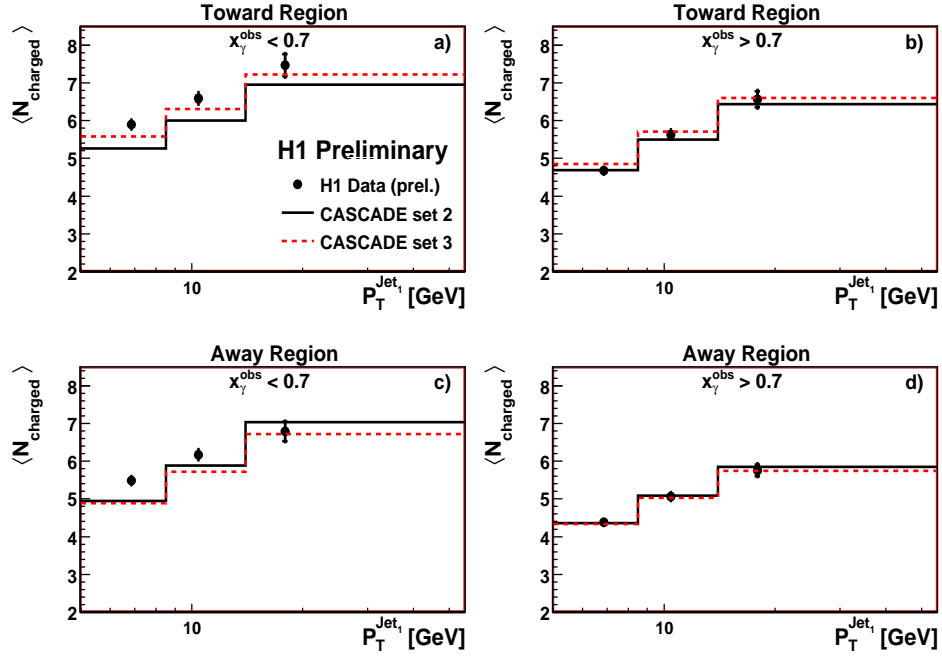 Toward Region
⟨N_charged⟩
x_γ^obs < 0.7
a)
8
7
6
5
4
3
2
H1 Preliminary
H1 Data (prel.)
CASCADE set 2
CASCADE set 3
10
P_T^Jet_1 [GeV]
Toward Region
⟨N_charged⟩
x_γ^obs > 0.7
b)
8
7
6
5
4
3
2
10
P_T^Jet_1 [GeV]
Away Region
⟨N_charged⟩
x_γ^obs < 0.7
c)
8
7
6
5
4
3
2
10
P_T^Jet_1 [GeV]
Away Region
⟨N_charged⟩
x_γ^obs > 0.7
d)
8
7
6
5
4
3
2
10
P_T^Jet_1 [GeV]